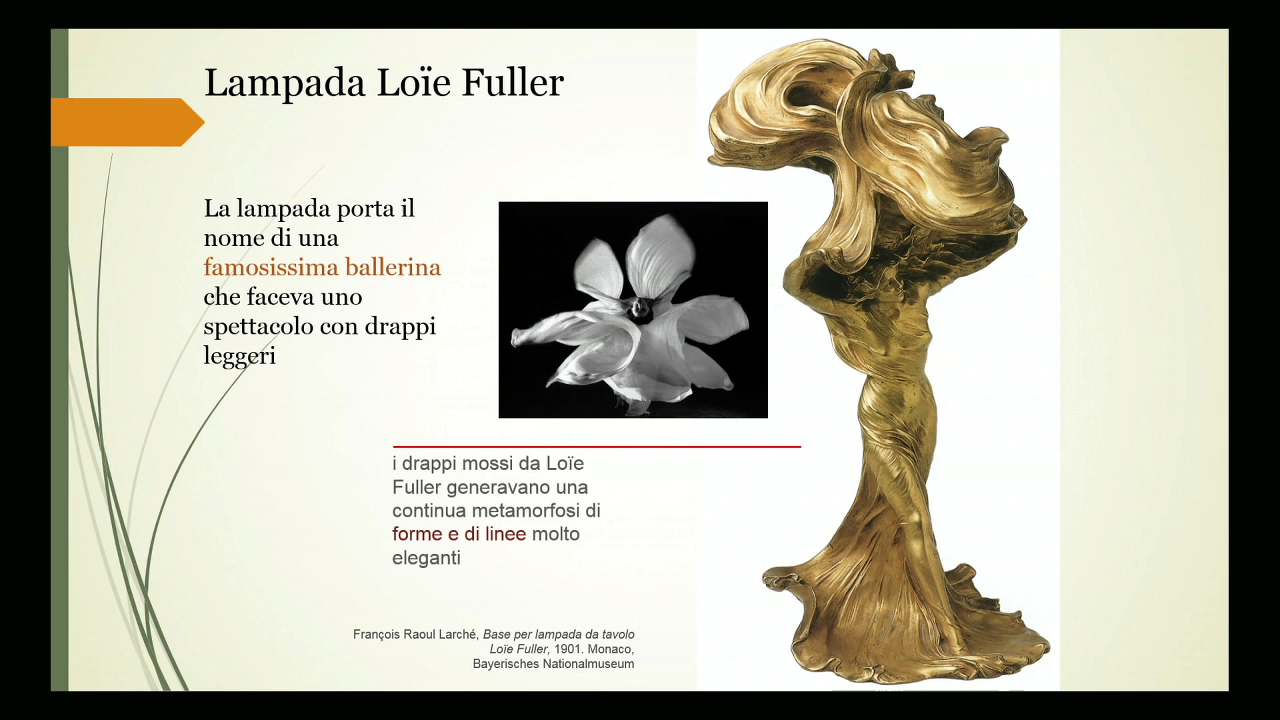 Lampada Loïe Fuller
La lampada porta il
nome di una
famosissima ballerina
che faceva uno
spettacolo con drappi
leggeri
i drappi mossi da Loïe
Fuller generavano una
continua metamorfosi di
forme e di linee molto
eleganti
François Raoul Larché, Base per lampada da tavolo
Loïe Fuller, 1901. Monaco,
Bayerisches Nationalmuseum